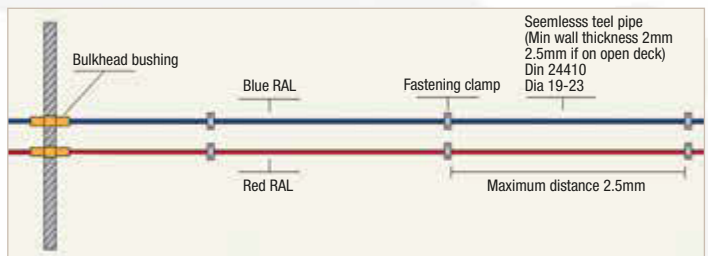 Seemlesss teel pipe
(Min wall thickness 2mm
2.5mm if on open deck)
Din 24410
Dia 19-23
Bulkhead bushing
Blue RAL
Fastening clamp
Red RAL
Maximum distance 2.5mm